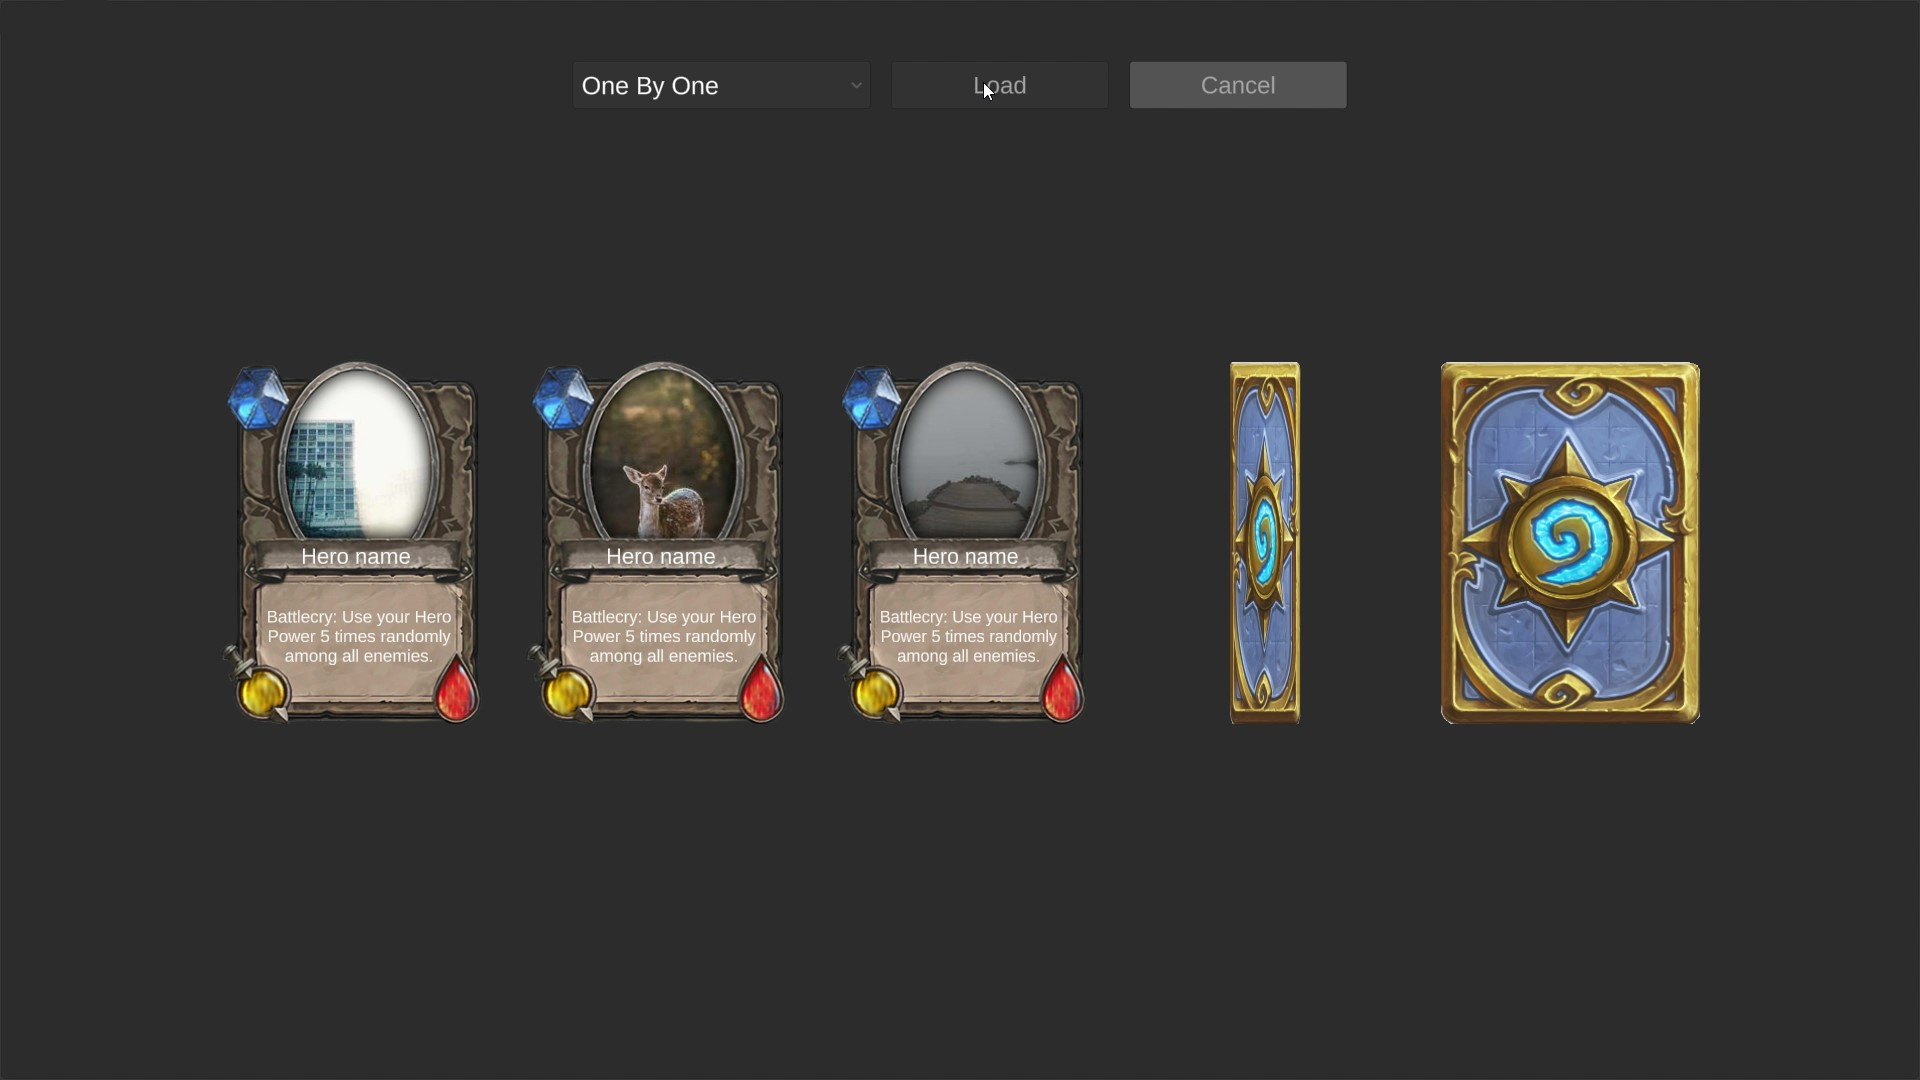 One By One
Load
Cancel
Hero name
Battlecry: Use your Hero
Power 5 times randomly
among all enemies.
Hero name
Battlecry: Use your Hero
Power 5 times randomly
among all enemies.
Hero name
Battlecry: Use your Hero
Power 5 times randomly
among all enemies.